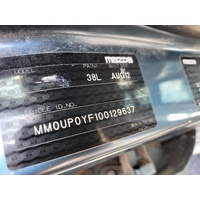 mazda
MODEL PAINT
38L AUG12
VEHICLE ID.NO.
MM0UP0YF100129637